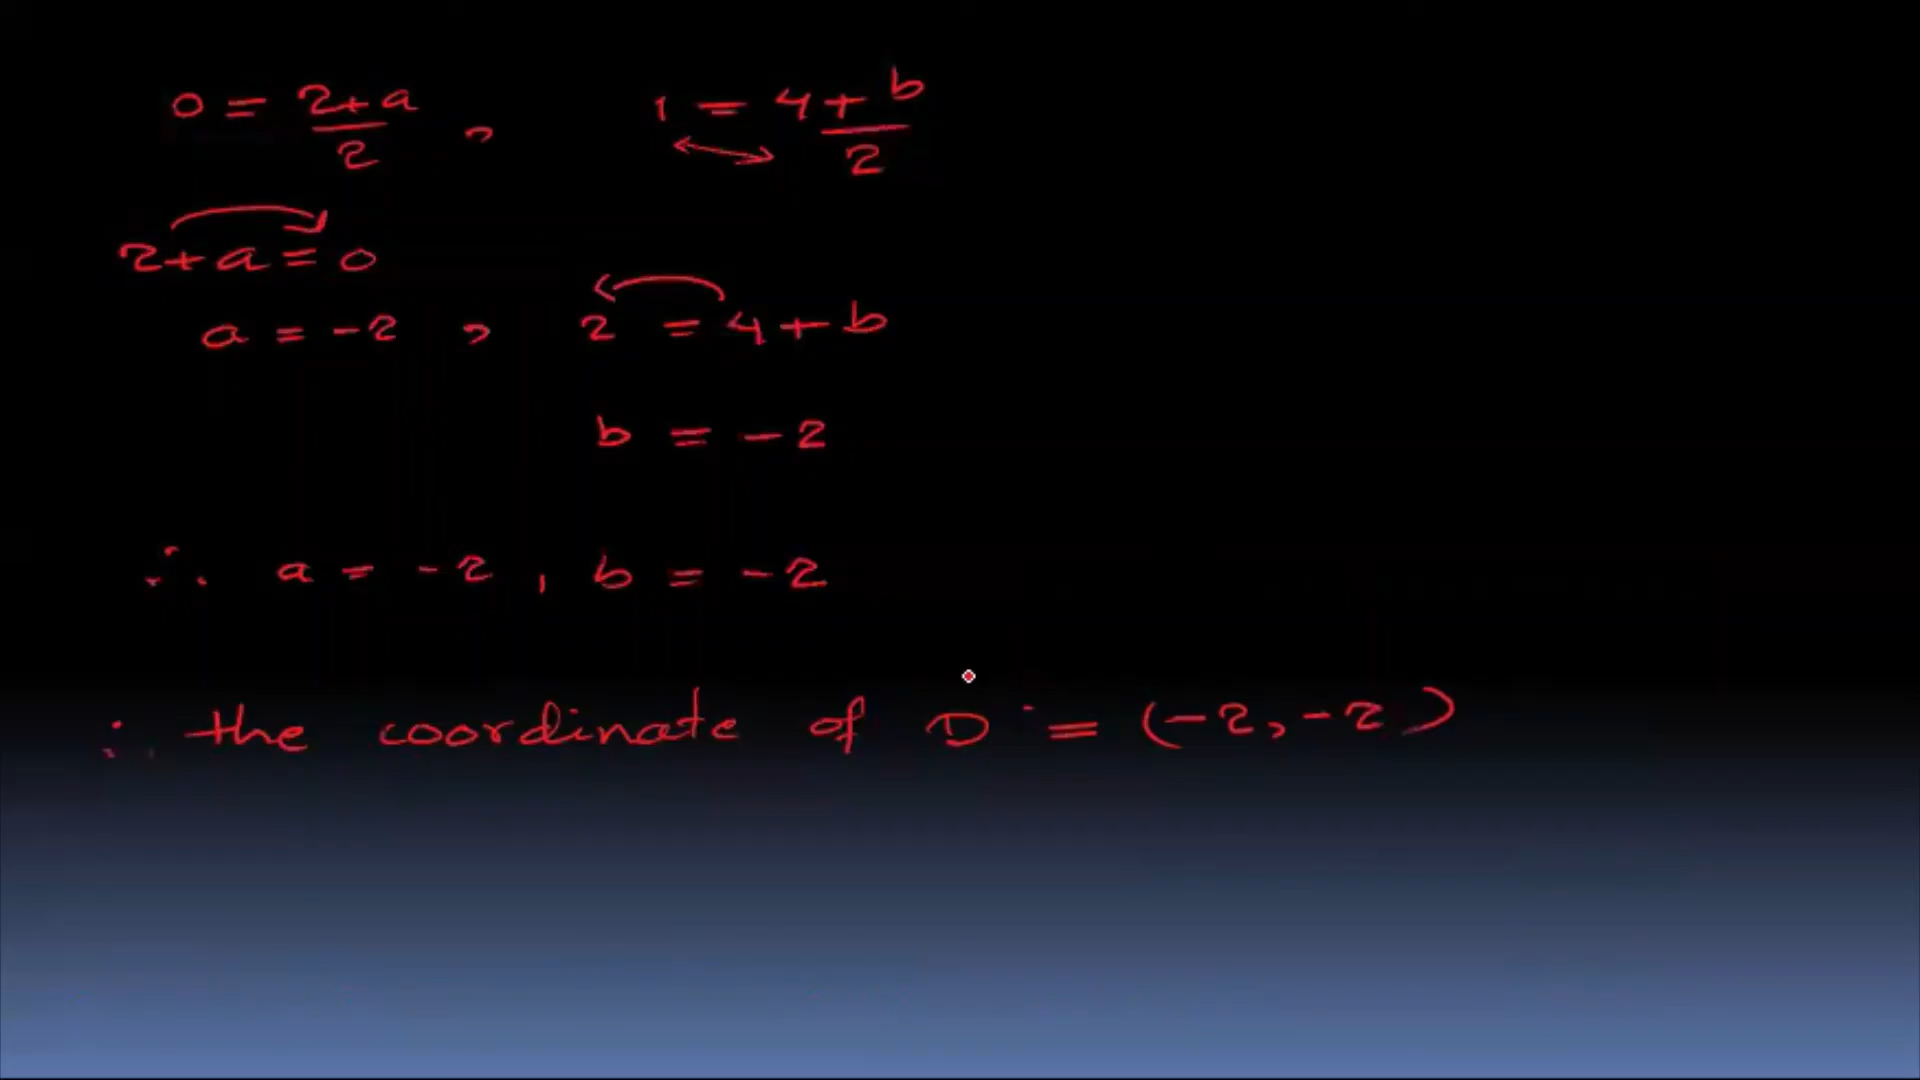 0 = 2+a/2 , 1 = 4+b/2
2+a = 0
a = -2 , 2 = 4+b
b = -2
∴ a = -2 , b = -2
∴ the coordinate of D = (-2, -2)